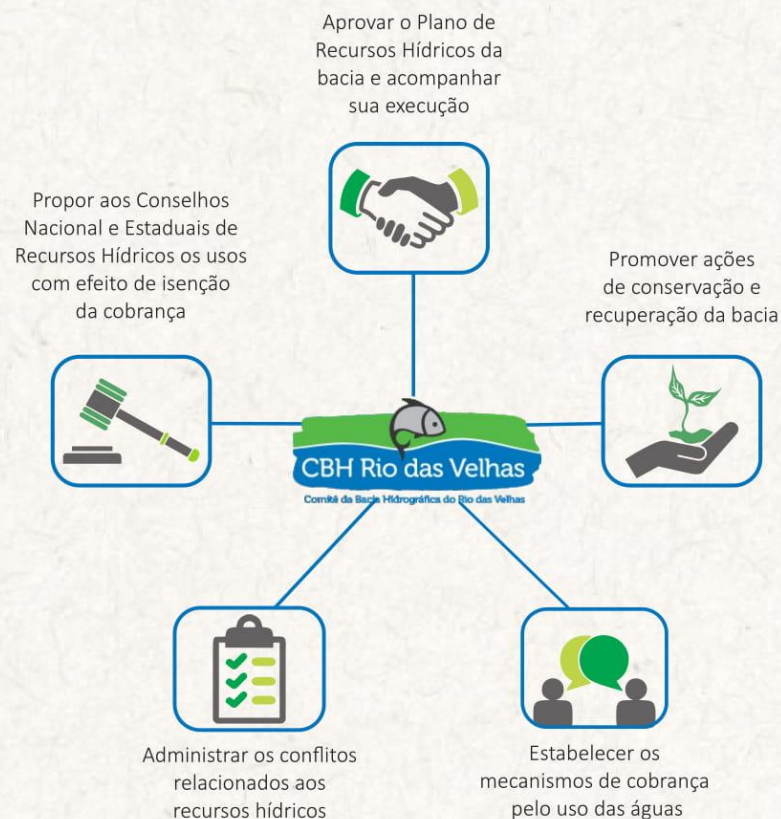 Aprovar o Plano de
Recursos Hídricos da
bacia e acompanhar
sua execução
Propor aos Conselhos
Nacional e Estaduais de
Recursos Hídricos os usos
com efeito de isenção
da cobrança
Promover ações
de conservação e
recuperação da bacia
CBH Rio das Velhas
Comitê da Bacia Hidrográfica do Rio das Velhas
Administrar os conflitos
relacionados aos
recursos hídricos
Estabelecer os
mecanismos de cobrança
pelo uso das águas